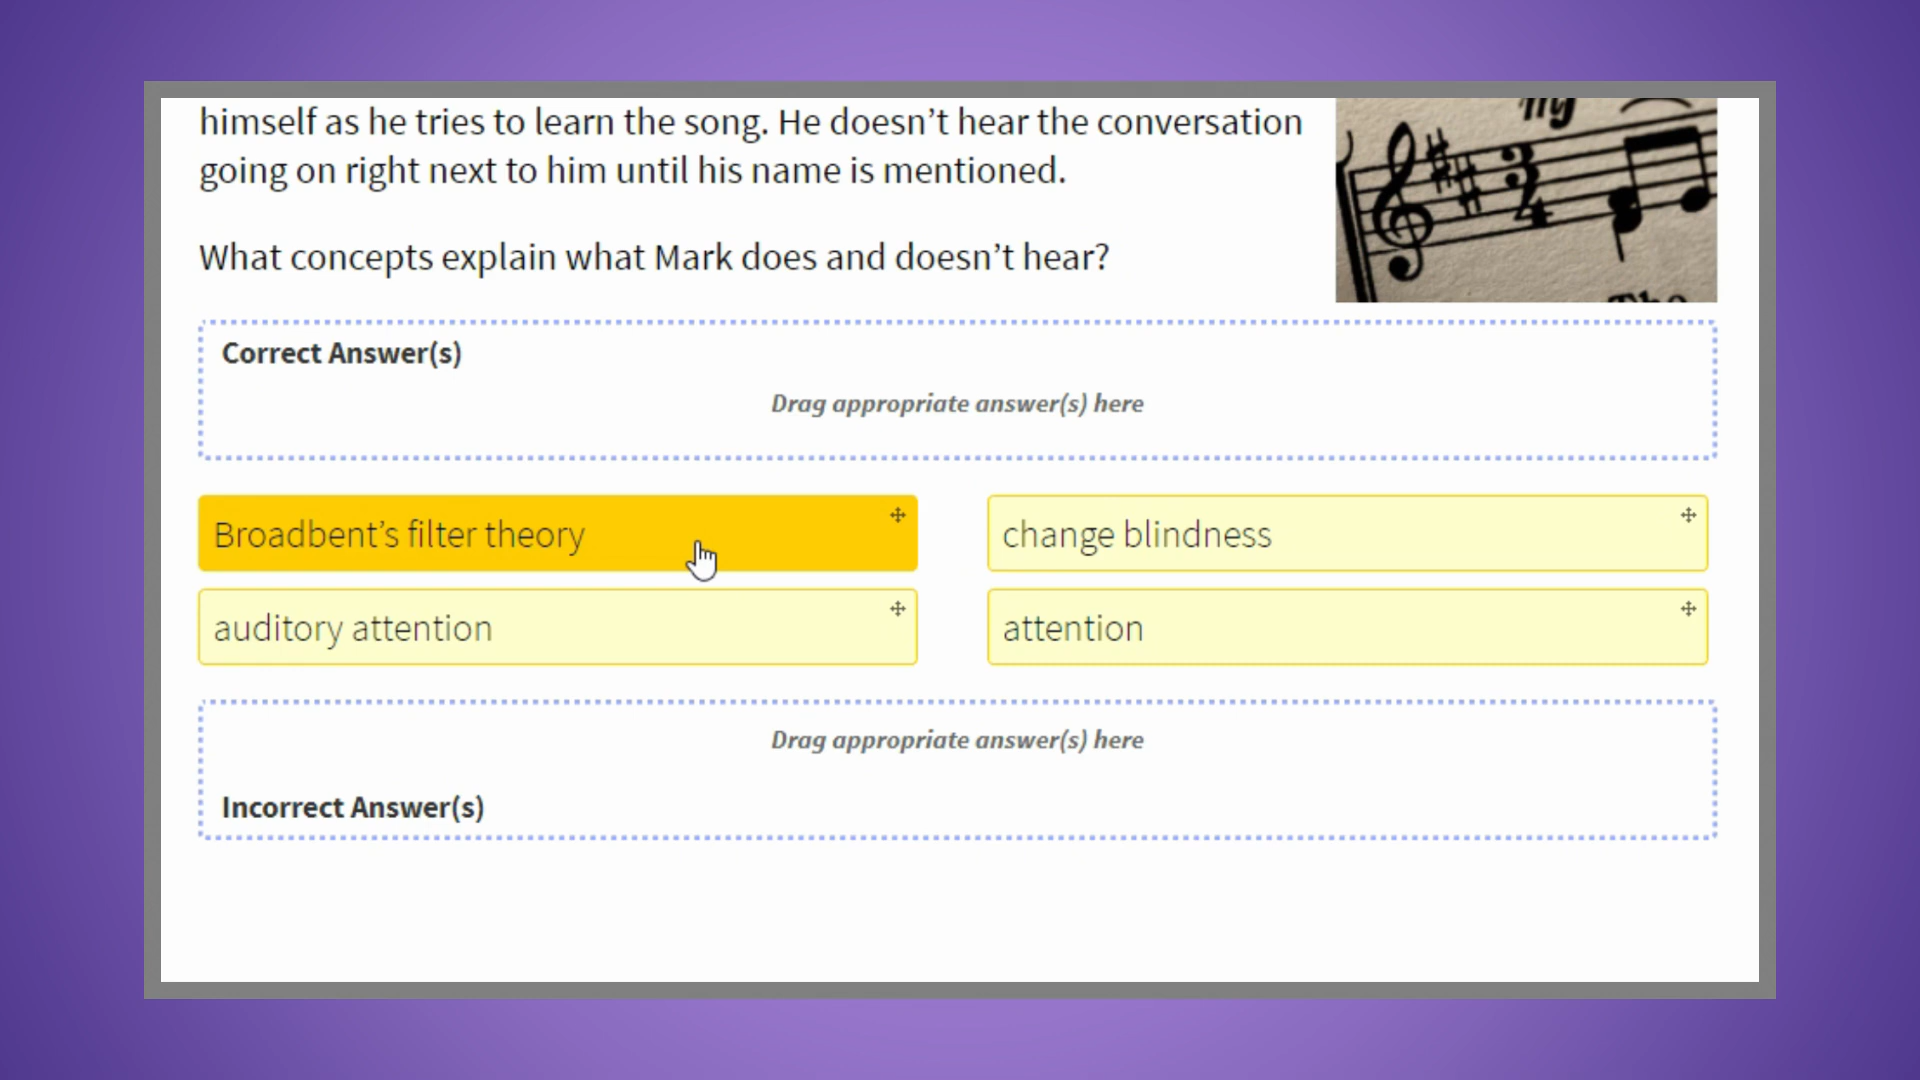 himself as he tries to learn the song. He doesn’t hear the conversation
going on right next to him until his name is mentioned.
What concepts explain what Mark does and doesn’t hear?
Correct Answer(s)
Drag appropriate answer(s) here
Broadbent’s filter theory
change blindness
auditory attention
attention
Drag appropriate answer(s) here
Incorrect Answer(s)